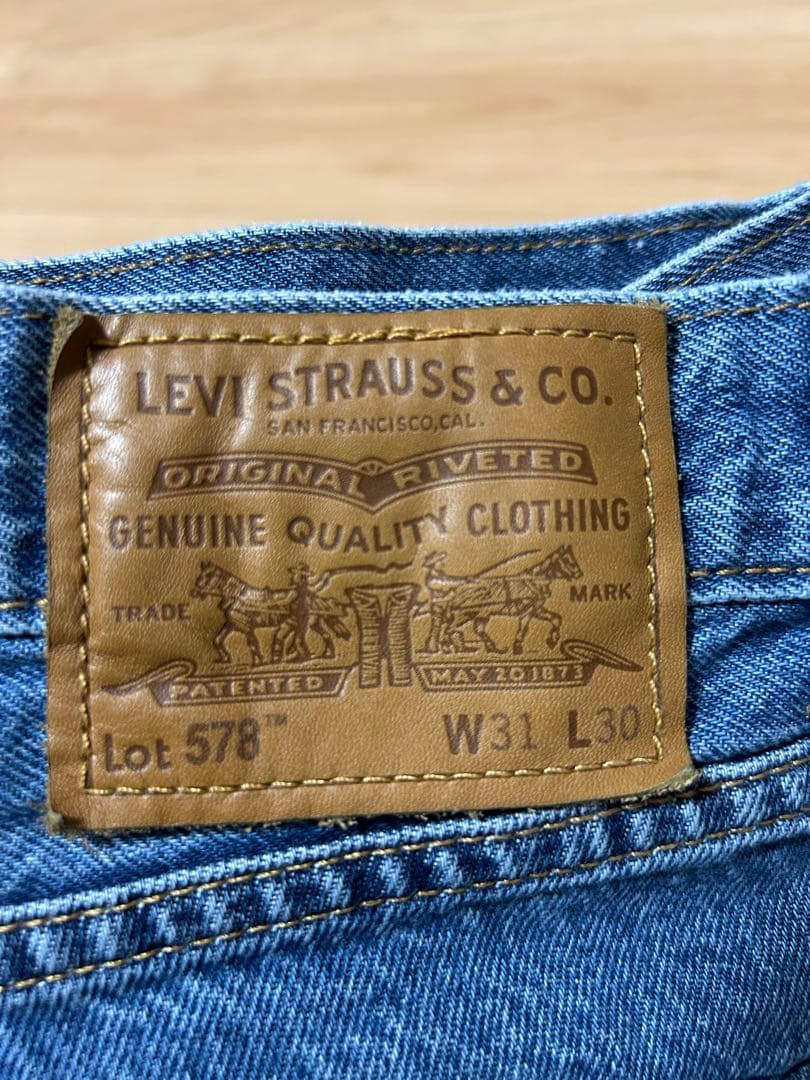 LEVI STRAUSS & CO.
SAN FRANCISCO, CAL.
ORIGINAL RIVETED
GENUINE QUALITY CLOTHING
TRADE MARK
PATENTED MAY 20 1873
Lot 578™ W31 L30